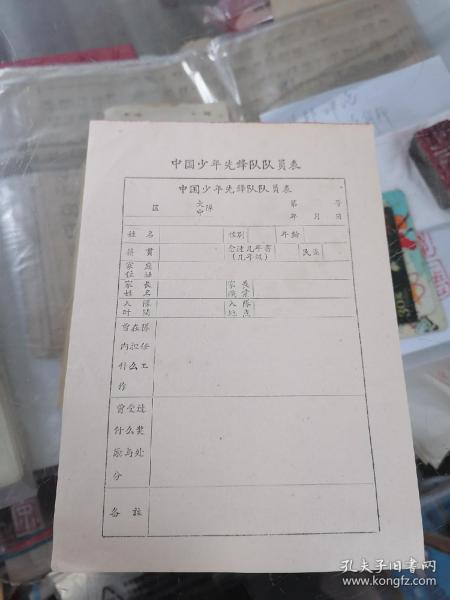 中国少年先锋队队员表
中国少年先锋队队员表
区 大队 第 号
中 年 月 日
姓名 性别 年龄
籍贯 念过几年书 民族
(几年级)
家庭
住址
家长 家长
姓名 职业
入队 入队
时间 地点
曾在队
内担任
什么工
作
曾受过
什么奖
励与处
分
备註
孔夫子旧书网
www.kongfz.com